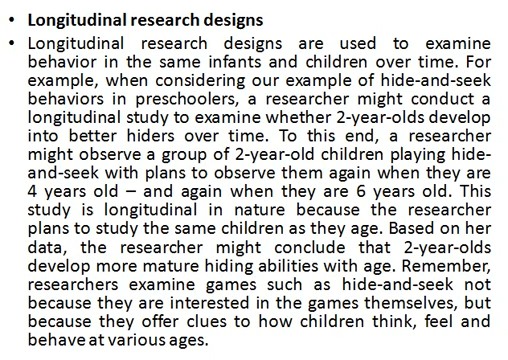 • Longitudinal research designs
• Longitudinal research designs are used to examine
behavior in the same infants and children over time. For
example, when considering our example of hide-and-seek
behaviors in preschoolers, a researcher might conduct a
longitudinal study to examine whether 2-year-olds develop
into better hiders over time. To this end, a researcher
might observe a group of 2-year-old children playing hide-
and-seek with plans to observe them again when they are
4 years old – and again when they are 6 years old. This
study is longitudinal in nature because the researcher
plans to study the same children as they age. Based on her
data, the researcher might conclude that 2-year-olds
develop more mature hiding abilities with age. Remember,
researchers examine games such as hide-and-seek not
because they are interested in the games themselves, but
because they offer clues to how children think, feel and
behave at various ages.